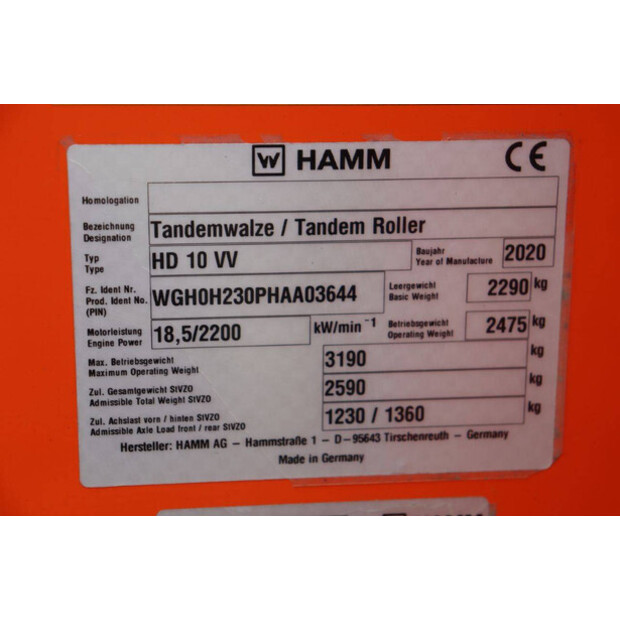 W HAMM CE
Homologation
Bezeichnung
Designation
Tandemwalze / Tandem Roller
Typ
Type
HD 10 VV
Baujahr
Year of Manufacture
2020
Fz. Ident Nr.
Prod. Ident No.
(PIN)
WGH0H230PHAA03644
Leergewicht
Basic Weight
2290 kg
Motorleistung
Engine Power
18,5/2200 kW/min⁻¹
Betriebsgewicht
Operating Weight
2475 kg
Max. Betriebsgewicht
Maximum Operating Weight
3190 kg
Zul. Gesamtgewicht StVZO
Admissible Total Weight StVZO
2590 kg
Zul. Achslast vorn / hinten StVZO
Admissible Axle Load front / rear StVZO
1230 / 1360 kg
Hersteller: HAMM AG – Hammstraße 1 – D-95643 Tirschenreuth – Germany
Made in Germany